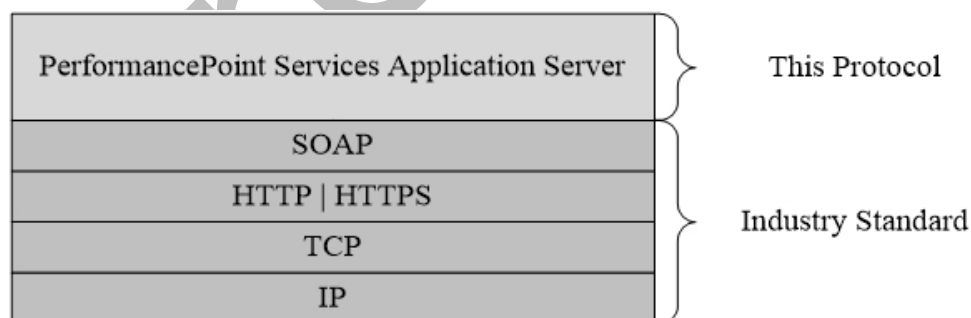 PerformancePoint Services Application Server
This Protocol
SOAP
HTTP | HTTPS
Industry Standard
TCP
IP